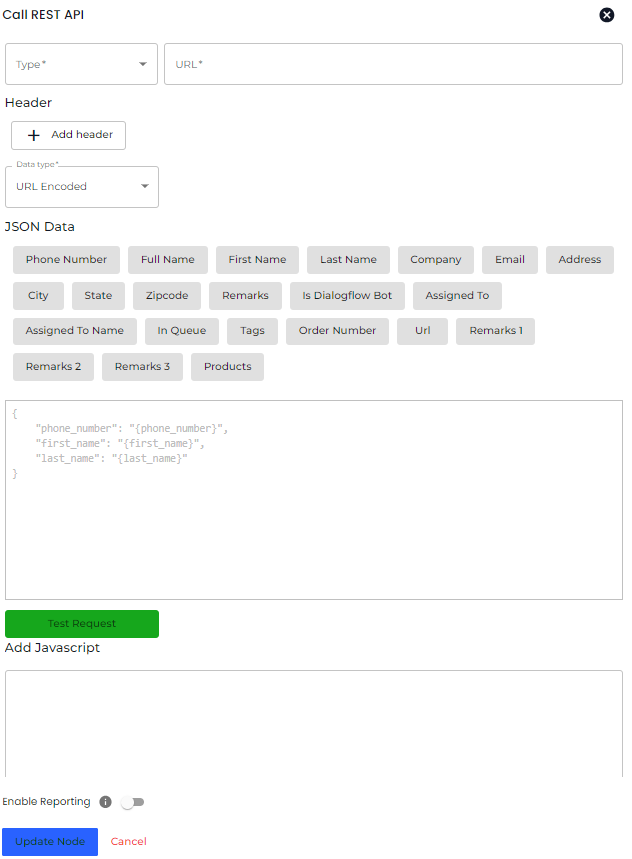 Call REST API
Type* URL*
Header
+ Add header
Data type*
URL Encoded
JSON Data
Phone Number Full Name First Name Last Name Company Email Address
City State Zipcode Remarks Is Dialogflow Bot Assigned To
Assigned To Name In Queue Tags Order Number Url Remarks 1
Remarks 2 Remarks 3 Products
{
    "phone_number": "{phone_number}",
    "first_name": "{first_name}",
    "last_name": "{last_name}"
}
Test Request
Add Javascript
Enable Reporting
Update Node Cancel